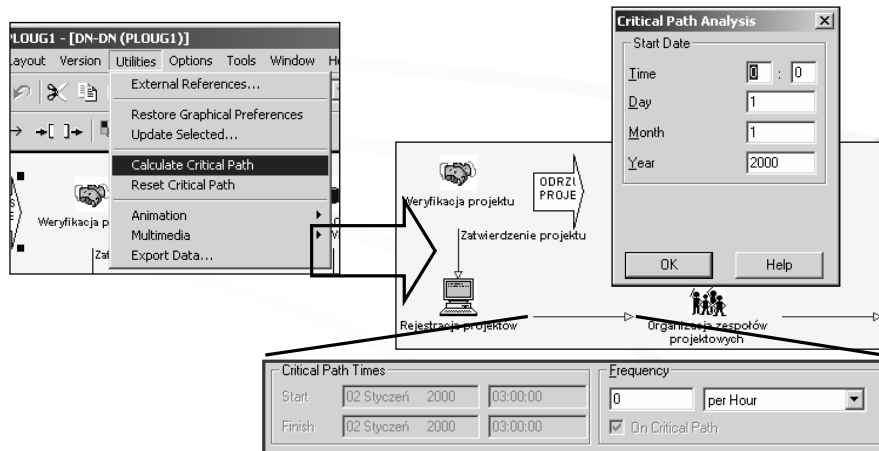 PLOUG1 - [DN-DN (PLOUG1)]
ayout Version Utilities Options Tools Window
External References...
Restore Graphical Preferences
Update Selected...
Calculate Critical Path
Reset Critical Path
Animation
Multimedia
Export Data...
Weryfikacja p
Zat
Critical Path Analysis
Start Date
Time 0 : 0
Day 1
Month 1
Year 2000
OK Help
Weryfikacja projektu
ODRZU
PROJE
Zatwierdzenie projektu
Rejestracja projektów
Organizacja zespołów
projektowych
Critical Path Times
Start 02 Styczeń 2000 03:00:00
Finish 02 Styczeń 2000 03:00:00
Frequency
0 per Hour
On Critical Path